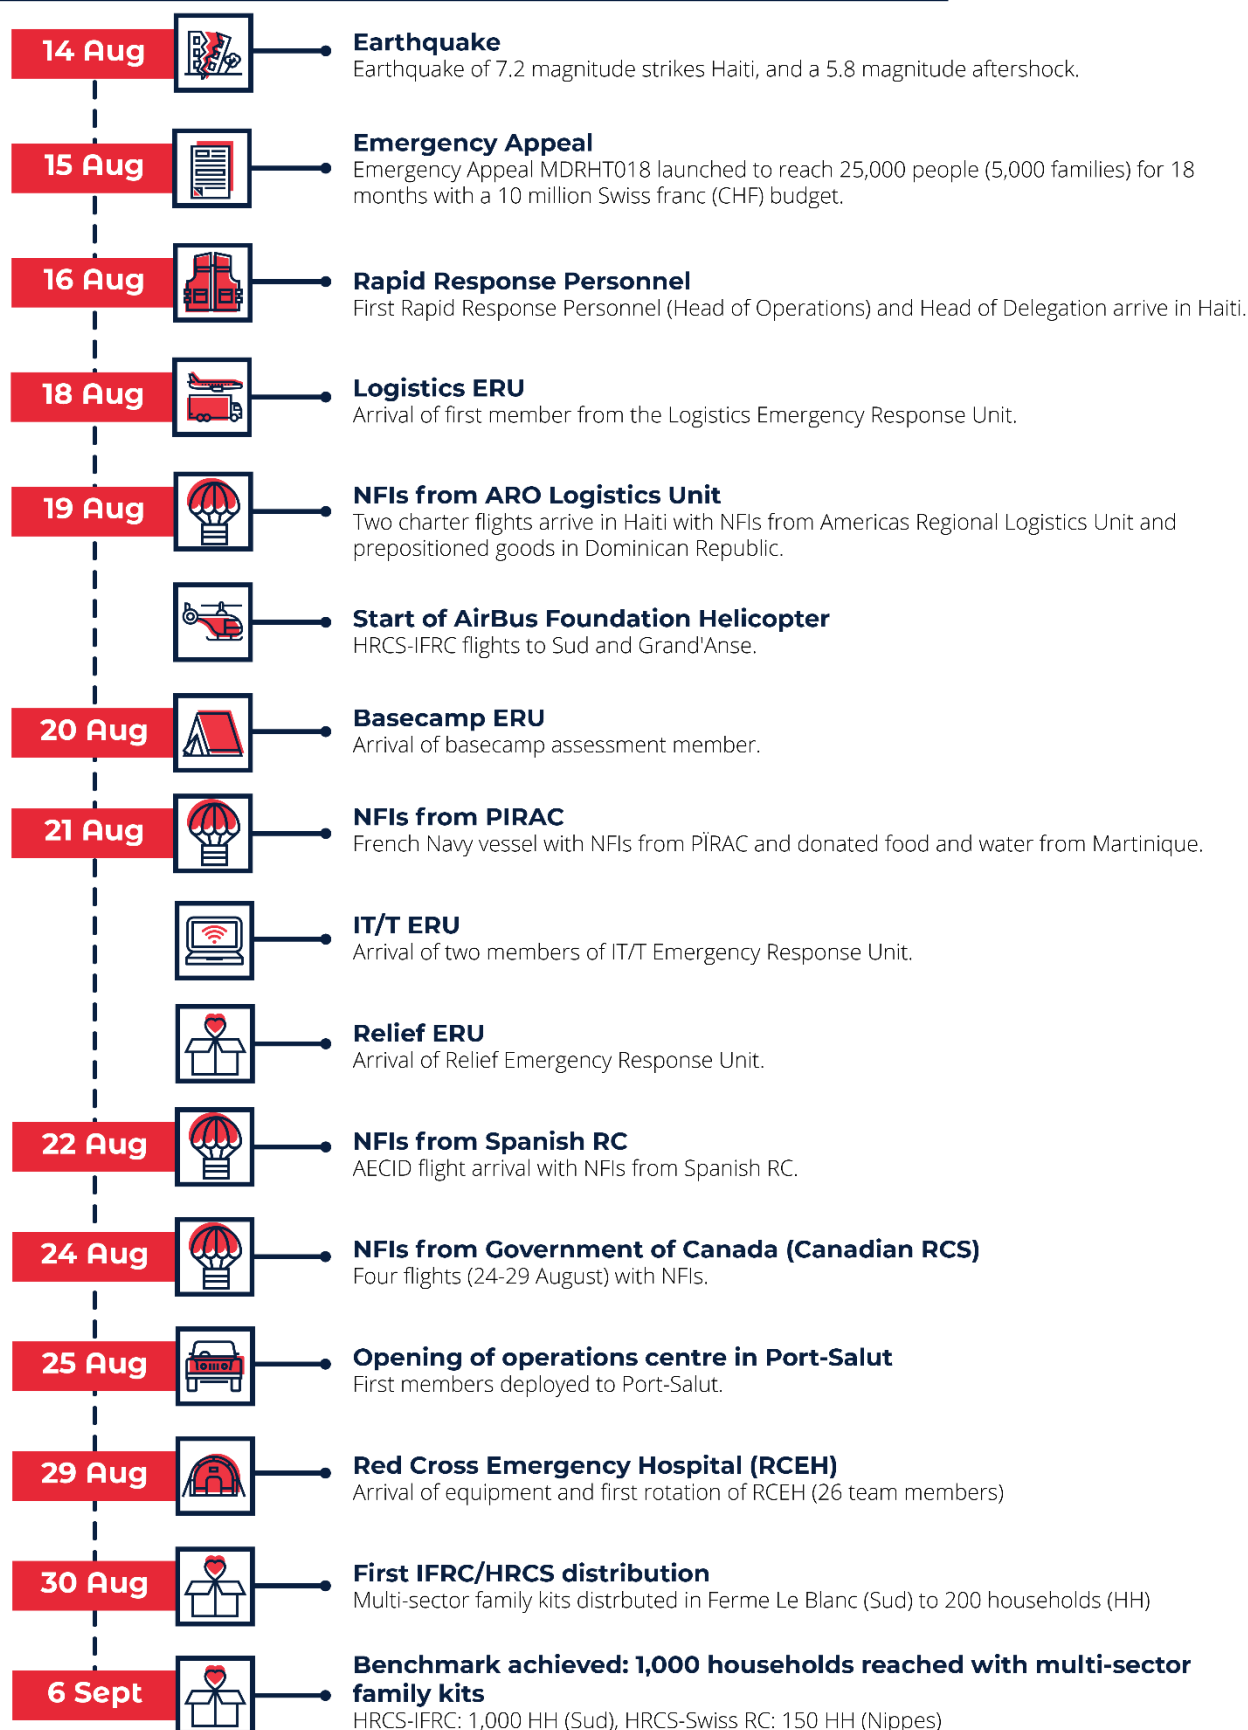 14 Aug
Earthquake
Earthquake of 7.2 magnitude strikes Haiti, and a 5.8 magnitude aftershock.
15 Aug
Emergency Appeal
Emergency Appeal MDRHT018 launched to reach 25,000 people (5,000 families) for 18
months with a 10 million Swiss franc (CHF) budget.
16 Aug
Rapid Response Personnel
First Rapid Response Personnel (Head of Operations) and Head of Delegation arrive in Haiti.
18 Aug
Logistics ERU
Arrival of first member from the Logistics Emergency Response Unit.
19 Aug
NFIs from ARO Logistics Unit
Two charter flights arrive in Haiti with NFIs from Americas Regional Logistics Unit and
prepositioned goods in Dominican Republic.
Start of AirBus Foundation Helicopter
HRCS-IFRC flights to Sud and Grand'Anse.
20 Aug
Basecamp ERU
Arrival of basecamp assessment member.
21 Aug
NFIs from PIRAC
French Navy vessel with NFIs from PÏRAC and donated food and water from Martinique.
IT/T ERU
Arrival of two members of IT/T Emergency Response Unit.
Relief ERU
Arrival of Relief Emergency Response Unit.
22 Aug
NFIs from Spanish RC
AECID flight arrival with NFIs from Spanish RC.
24 Aug
NFIs from Government of Canada (Canadian RCS)
Four flights (24-29 August) with NFIs.
25 Aug
Opening of operations centre in Port-Salut
First members deployed to Port-Salut.
29 Aug
Red Cross Emergency Hospital (RCEH)
Arrival of equipment and first rotation of RCEH (26 team members)
30 Aug
First IFRC/HRCS distribution
Multi-sector family kits distrbuted in Ferme Le Blanc (Sud) to 200 households (HH)
6 Sept
Benchmark achieved: 1,000 households reached with multi-sector
family kits
HRCS-IFRC: 1,000 HH (Sud), HRCS-Swiss RC: 150 HH (Nippes)